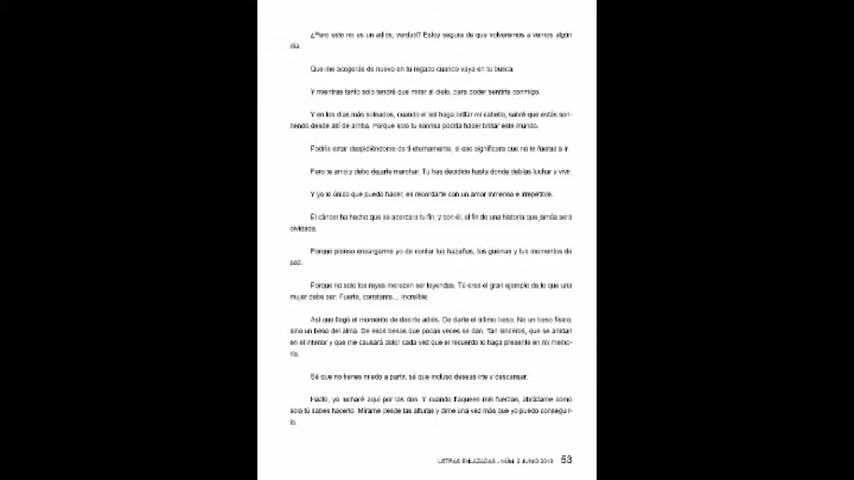 ¿Pero esto no es un adiós, verdad? Estoy segura de que volveremos a vernos algún
día.
Que me acogerás de nuevo en tu regazo cuando vaya en tu busca.
Y mientras tanto solo tendré que mirar al cielo, para poder sentirte conmigo.
Y en los días más soleados, cuando el sol haga brillar mi cabello, sabré que estás son-
riendo desde allí de arriba. Porque solo tu sonrisa podría hacer brillar este mundo.
Podría estar despidiéndome de ti eternamente, si eso significara que no te fueras a ir.
Pero te amo y debo dejarte marchar. Tú has decidido hasta donde debías luchar y vivir.
Y yo lo único que puedo hacer, es recordarte con un amor inmenso e irrepetible.
El cáncer ha hecho que se acercara tu fin, y con él, el fin de una historia que jamás será
olvidada.
Porque pienso encargarme yo de contar tus hazañas, tus guerras y tus momentos de
paz.
Porque no solo los reyes merecen ser leyendas. Tú eres el gran ejemplo de lo que una
mujer debe ser: Fuerte, constante... Increíble.
Así que llegó el momento de decirte adiós. De darte el último beso. No un beso físico,
sino un beso del alma. De esos besos que pocas veces se dan. Tan sinceros, que se anidan
en el interior y que me causará dolor cada vez que el recuerdo lo haga presente en mi memo-
ria.
Sé que no tienes miedo a partir, sé que incluso deseas irte y descansar.
Hazlo, yo lucharé aquí por las dos. Y cuando flaqueen mis fuerzas, abrázame como
solo tú sabes hacerlo. Mírame desde las alturas y dime una vez más que yo puedo conseguir-
lo.
LETRAS ENLAZADAS - NÚM. 2 JUNIO 2013 53